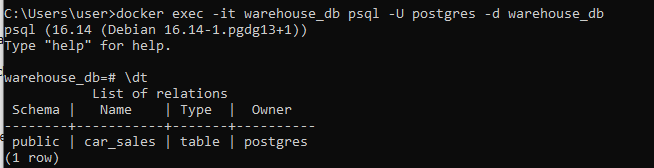 C:\Users\user>docker exec -it warehouse_db psql -U postgres -d warehouse_db
psql (16.14 (Debian 16.14-1.pgdg13+1))
Type "help" for help.

warehouse_db=# \dt
           List of relations
 Schema |   Name    | Type  |  Owner
--------+-----------+-------+----------
 public | car_sales | table | postgres
(1 row)